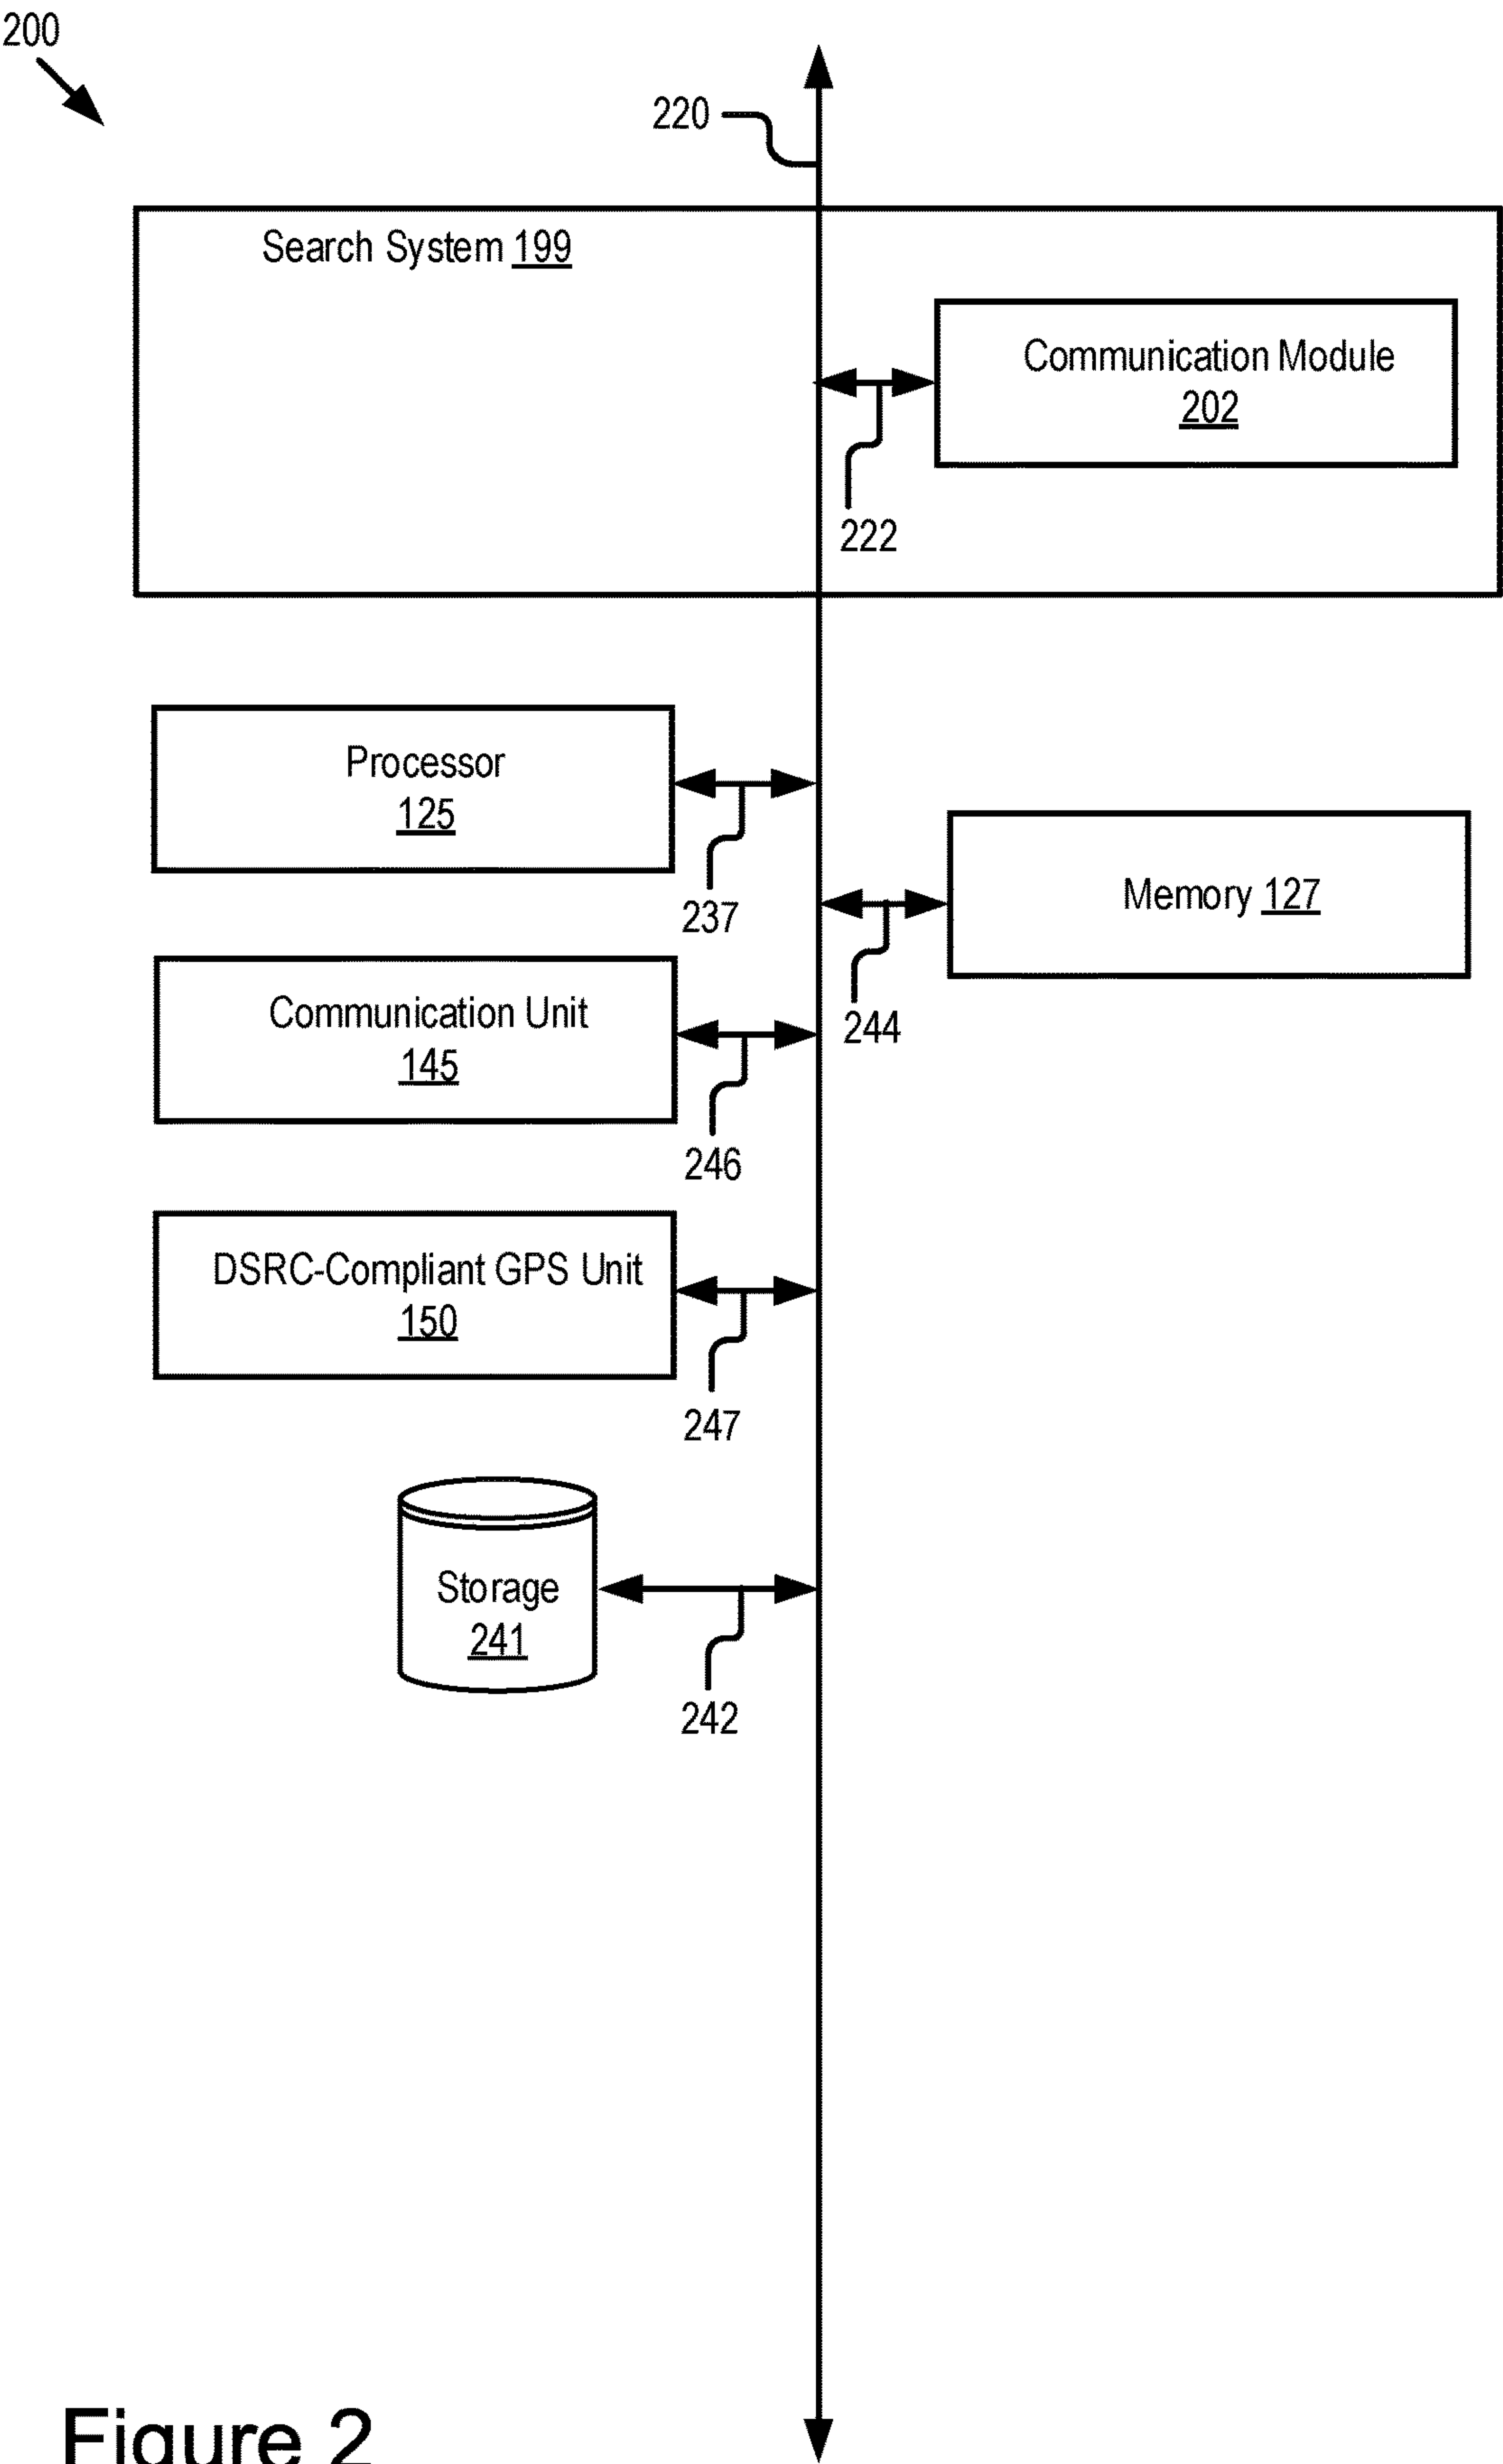 200
220
Search System 199
Communication Module
202
222
Processor
125
237
Memory 127
244
Communication Unit
145
246
DSRC-Compliant GPS Unit
150
247
Storage
241
242
Figure 2